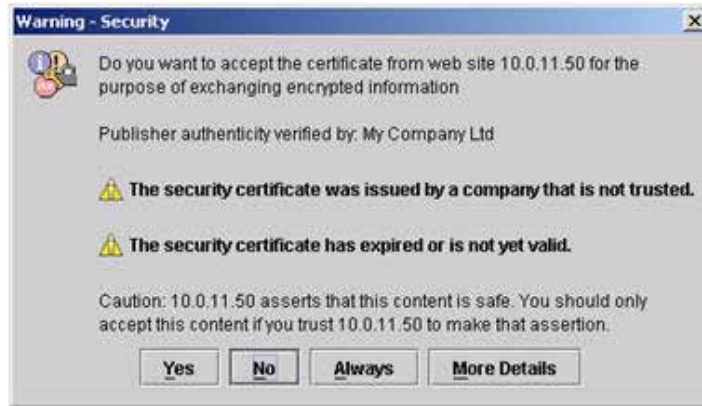 Warning - Security
Do you want to accept the certificate from web site 10.0.11.50 for the
purpose of exchanging encrypted information
Publisher authenticity verified by: My Company Ltd
The security certificate was issued by a company that is not trusted.
The security certificate has expired or is not yet valid.
Caution: 10.0.11.50 asserts that this content is safe. You should only
accept this content if you trust 10.0.11.50 to make that assertion.
Yes No Always More Details